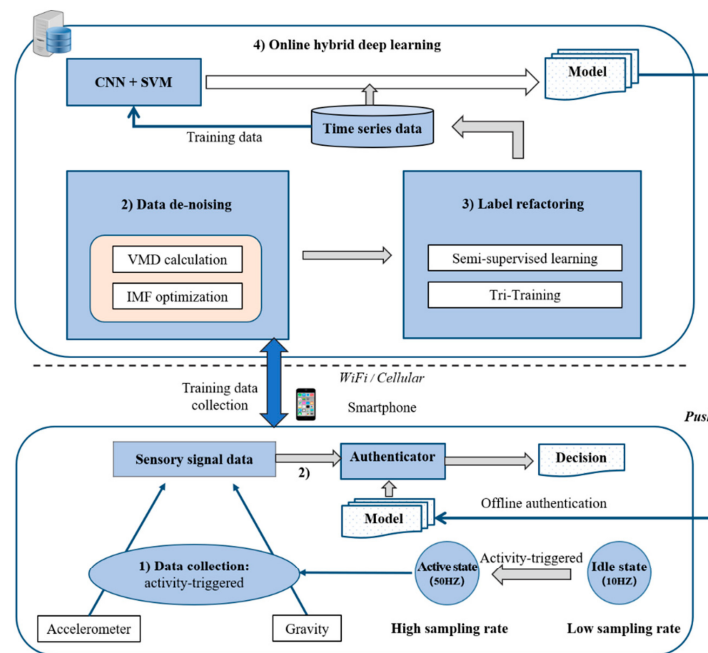 4) Online hybrid deep learning
CNN + SVM
Model
Training data
Time series data
2) Data de-noising
VMD calculation
IMF optimization
3) Label refactoring
Semi-supervised learning
Tri-Training
Training data
collection
WiFi / Cellular
Smartphone
Pus
Sensory signal data
2)
Authenticator
Decision
Model
Offline authentication
1) Data collection:
activity-triggered
Active state
(50HZ)
Activity-triggered
Idle state
(10HZ)
Accelerometer
Gravity
High sampling rate
Low sampling rate